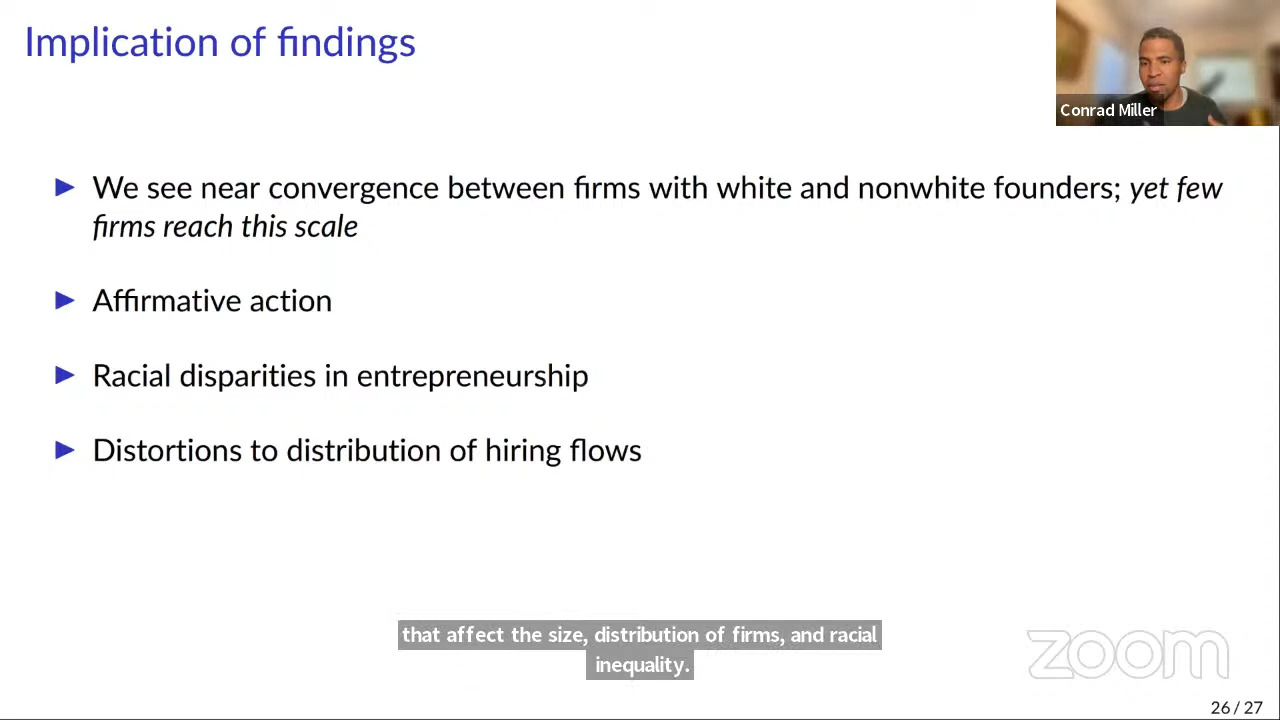 Implication of findings
Conrad Miller
We see near convergence between firms with white and nonwhite founders; yet few
firms reach this scale
Affirmative action
Racial disparities in entrepreneurship
Distortions to distribution of hiring flows
that affect the size, distribution of firms, and racial
inequality.
zoom
26 / 27